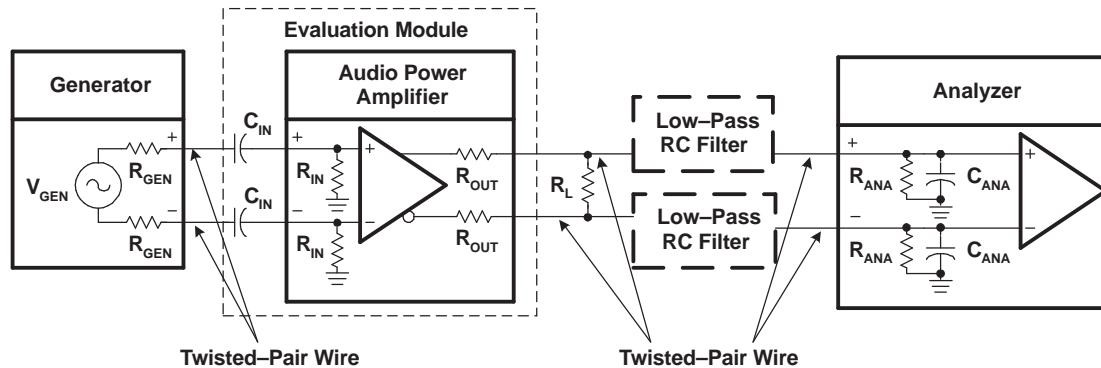 Evaluation Module
Generator
Audio Power
Amplifier
Analyzer
Low–Pass
RC Filter
Low–Pass
RC Filter
V_GEN
R_GEN
R_GEN
+
−
C_IN
C_IN
+
−
R_IN
R_IN
+
−
R_OUT
R_OUT
R_L
+
−
R_ANA
C_ANA
R_ANA
C_ANA
+
−
Twisted–Pair Wire
Twisted–Pair Wire